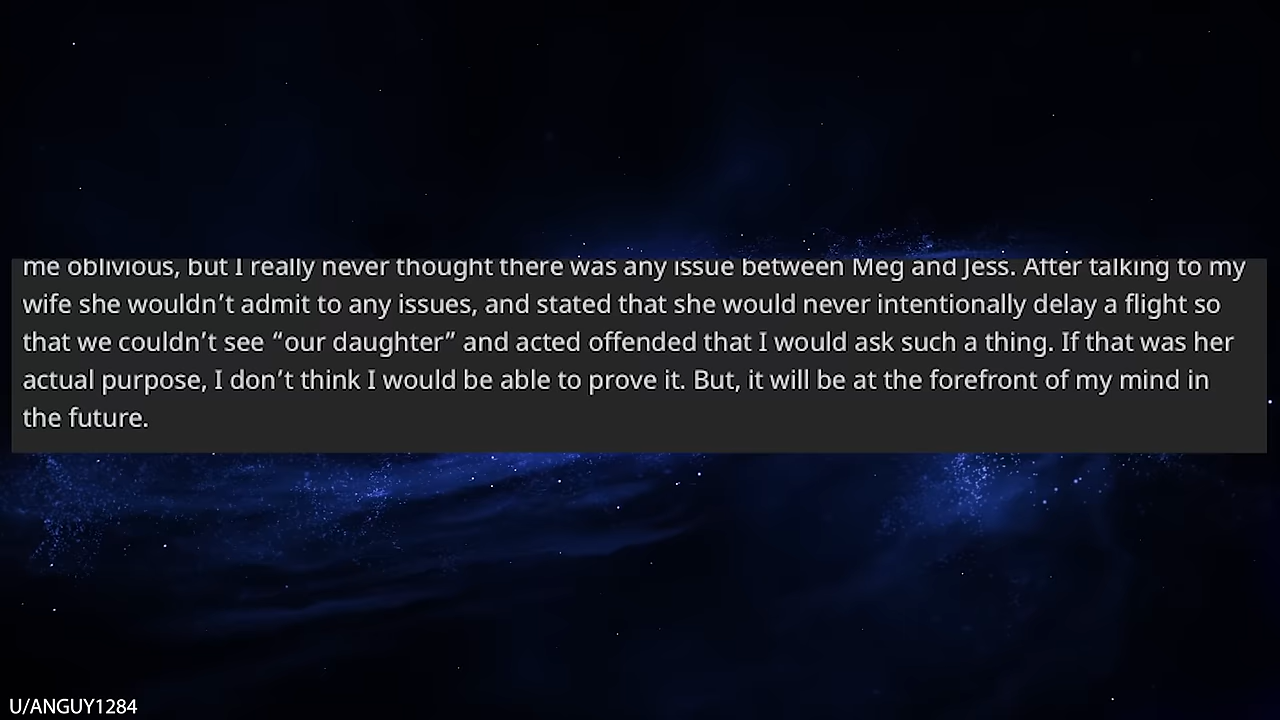 me oblivious, but I really never thought there was any issue between Meg and Jess. After talking to my
wife she wouldn’t admit to any issues, and stated that she would never intentionally delay a flight so
that we couldn’t see “our daughter” and acted offended that I would ask such a thing. If that was her
actual purpose, I don’t think I would be able to prove it. But, it will be at the forefront of my mind in
the future.
U/ANGUY1284